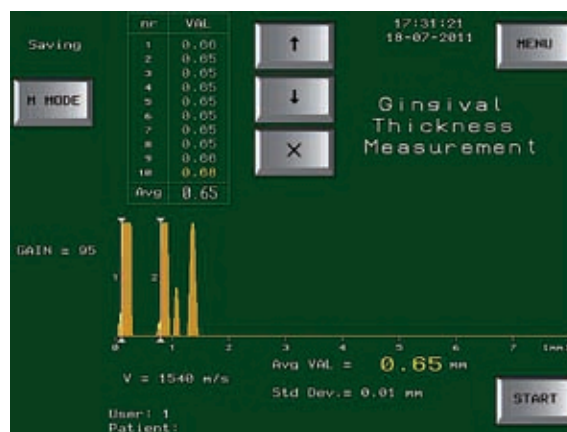 Saving
M MODE
nr VAL
1 0.66
2 0.65
3 0.65
4 0.65
5 0.65
6 0.65
7 0.65
8 0.65
9 0.66
10 0.68
Avg 0.65
↑
↓
×
17:31:21
18-07-2011
MENU
Gingival
Thickness
Measurement
GAIN = 95
1 2
0 1 2 3 4 5 6 7 [mm]
V = 1540 m/s
Avg VAL = 0.65 mm
Std Dev.= 0.01 mm
START
User: 1
Patient: